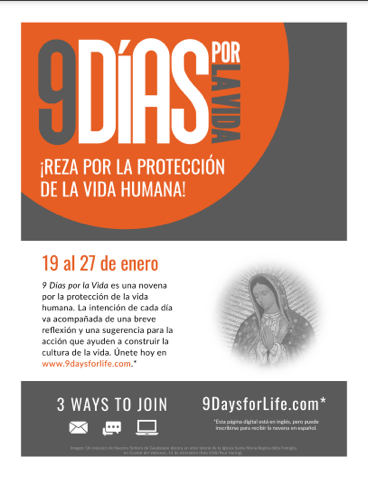 9 DÍAS POR
LA VIDA
¡REZA POR LA PROTECCIÓN
DE LA VIDA HUMANA!
19 al 27 de enero
9 Días por la Vida es una novena
por la protección de la vida
humana. La intención de cada día
va acompañada de una breve
reflexión y una sugerencia para la
acción que ayuden a construir la
cultura de la vida. Únete hoy en
www.9daysforlife.com.*
3 WAYS TO JOIN
9DaysforLife.com*
*Esta página digital está en inglés, pero puede
inscribirse para recibir la novena en español.